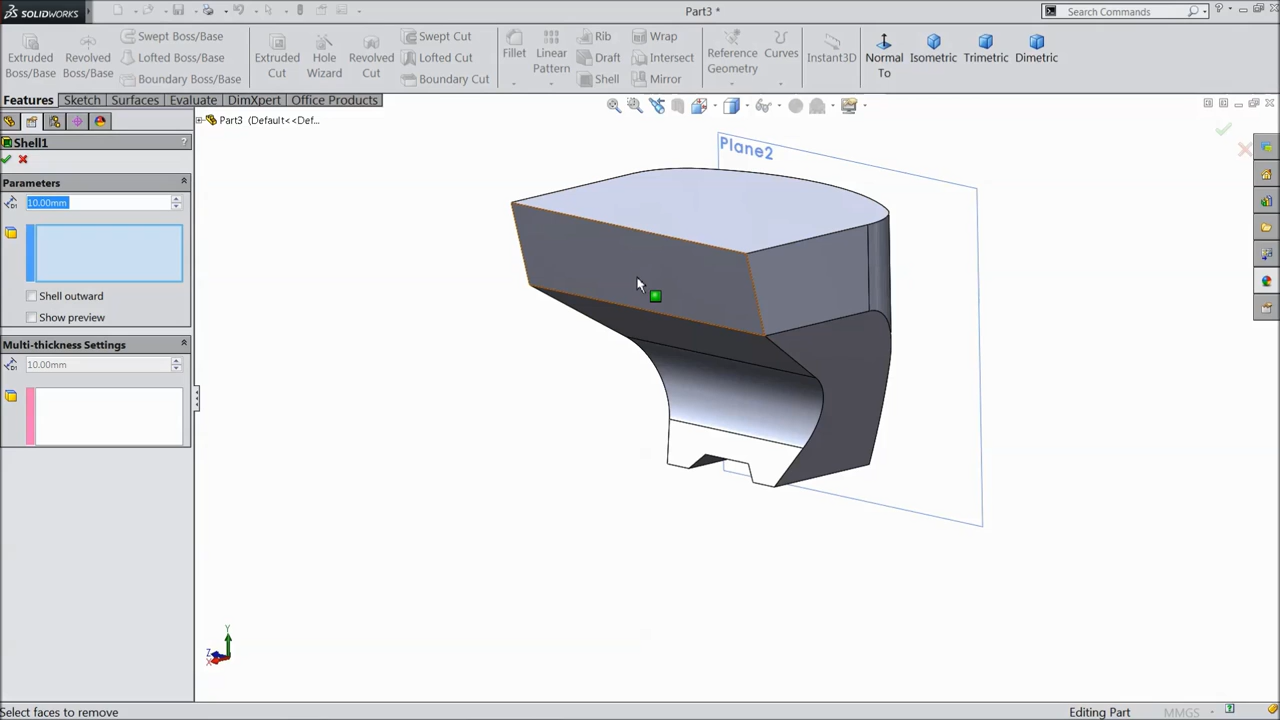 SOLIDWORKS
Part3 *
Search Commands
Extruded Boss/Base
Revolved Boss/Base
Swept Boss/Base
Lofted Boss/Base
Boundary Boss/Base
Extruded Cut
Hole Wizard
Revolved Cut
Swept Cut
Lofted Cut
Boundary Cut
Fillet
Linear Pattern
Rib
Draft
Shell
Wrap
Intersect
Mirror
Reference Geometry
Curves
Instant3D
Normal To
Isometric
Trimetric
Dimetric
Features
Sketch
Surfaces
Evaluate
DimXpert
Office Products
Part3 (Default<<Def...
Shell1
?
Parameters
10.00mm
Shell outward
Show preview
Multi-thickness Settings
10.00mm
Plane2
Y
Z
X
Select faces to remove
Editing Part
MMGS